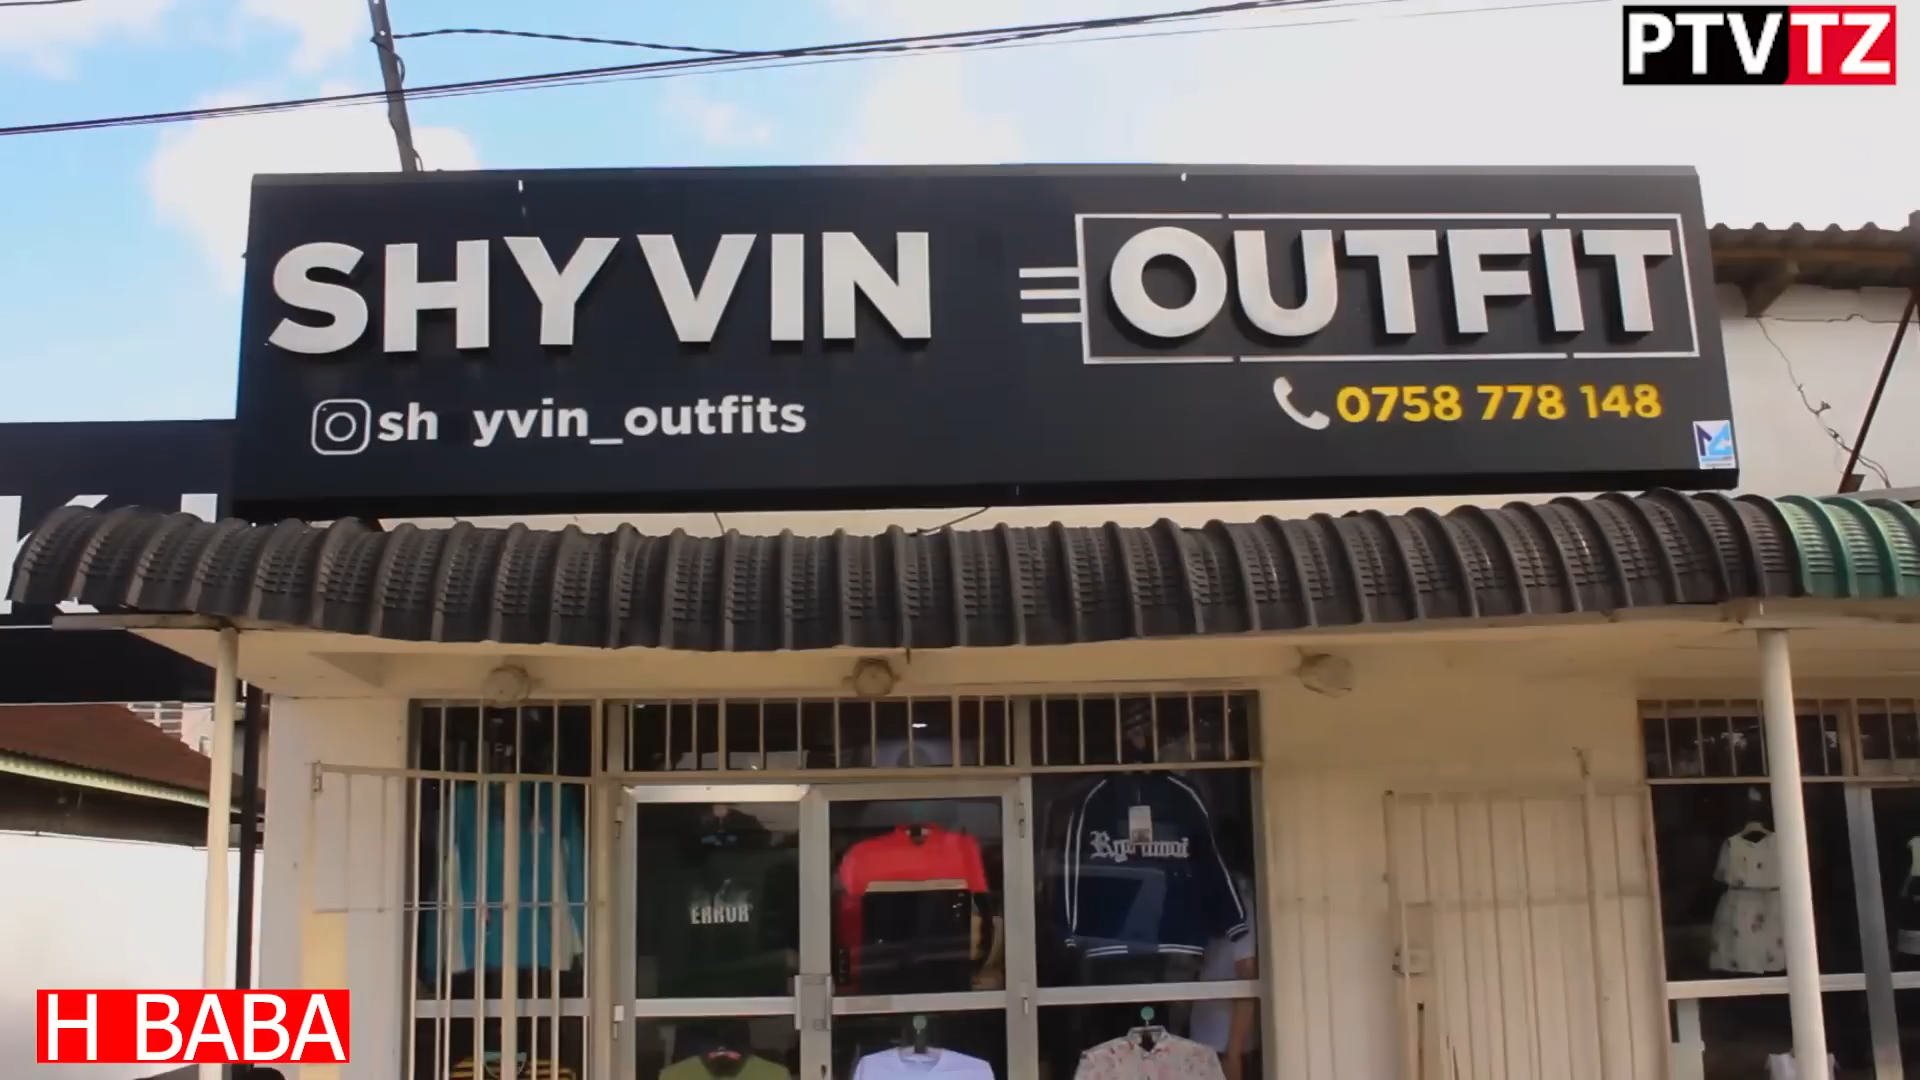 PTVTZ
SHYVIN OUTFIT
sh yvin_outfits
0758 778 148
ERROR
H BABA